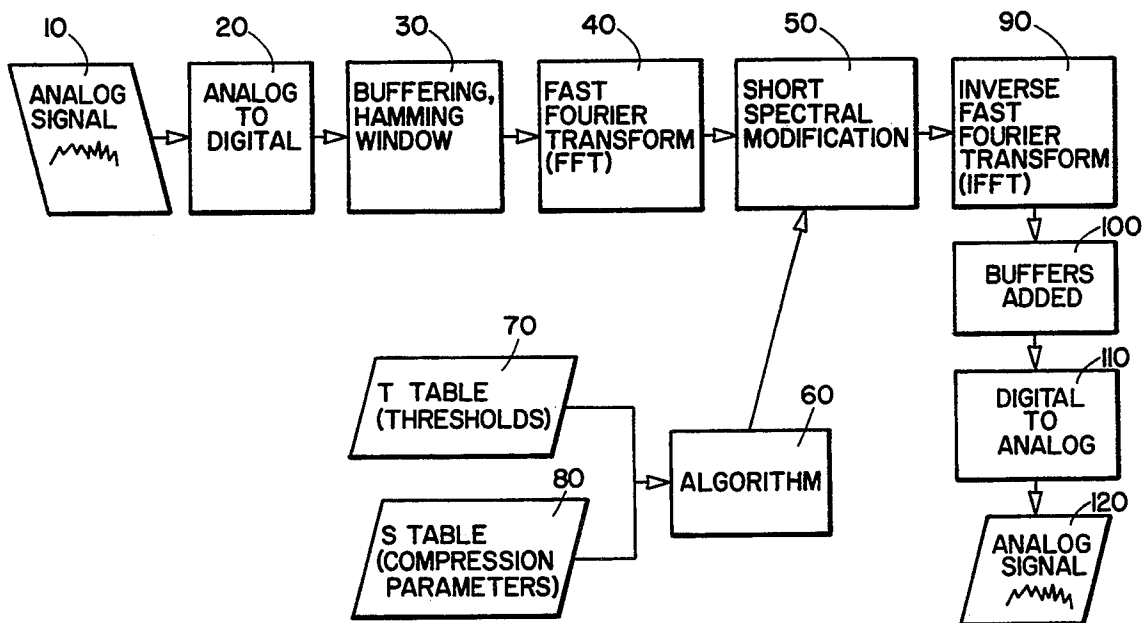 10
20
30
40
50
90
ANALOG
SIGNAL
ANALOG
TO
DIGITAL
BUFFERING,
HAMMING
WINDOW
FAST
FOURIER
TRANSFORM
(FFT)
SHORT
SPECTRAL
MODIFICATION
INVERSE
FAST
FOURIER
TRANSFORM
(IFFT)
100
BUFFERS
ADDED
70
T TABLE
(THRESHOLDS)
80
S TABLE
(COMPRESSION
PARAMETERS)
60
ALGORITHM
110
DIGITAL
TO
ANALOG
120
ANALOG
SIGNAL